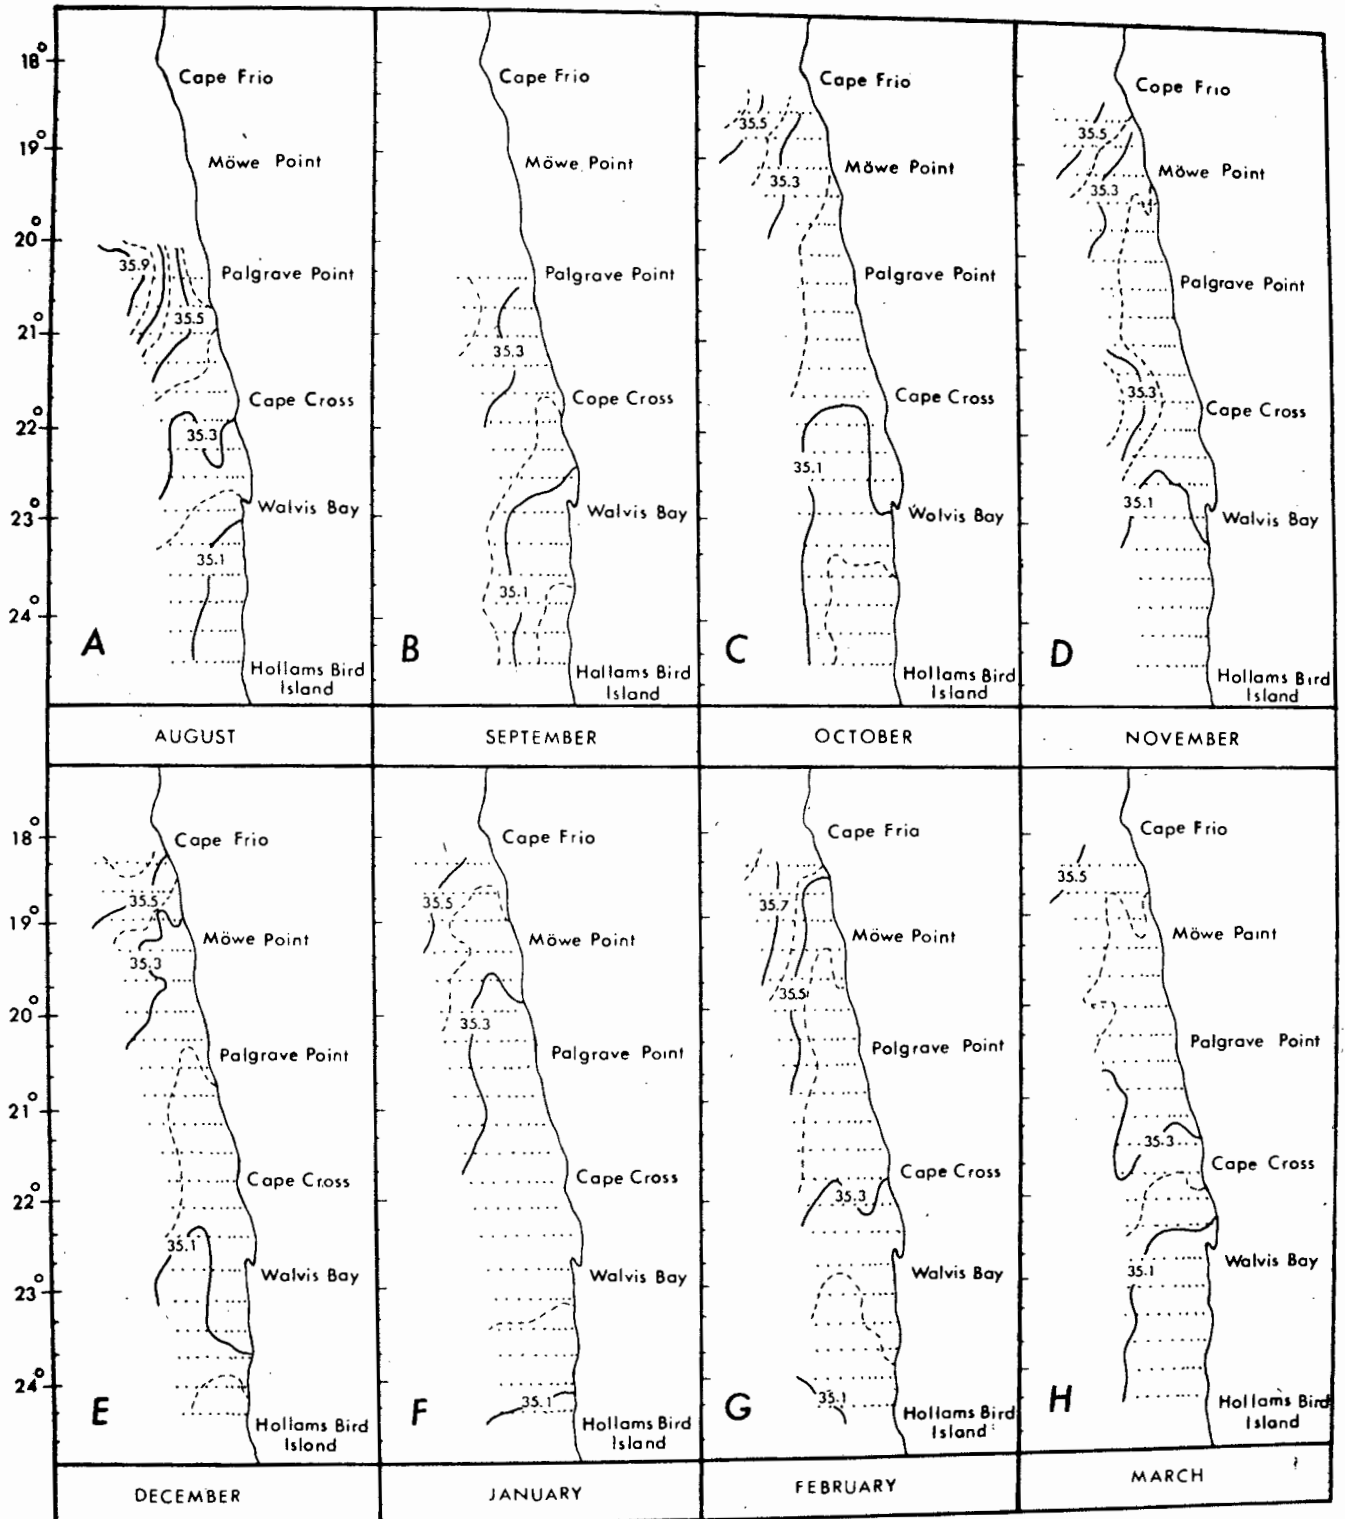 18°
19°
20°
21°
22°
23°
24°
Cape Frio
Möwe Point
Palgrave Point
35.9
35.5
Cape Cross
35.3
Walvis Bay
35.1
A
Hollams Bird
Island
AUGUST
Cape Frio
Möwe Point
Palgrave Point
35.3
Cope Cross
Walvis Bay
35.1
B
Hallams Bird
Island
SEPTEMBER
Cape Frio
35.5
Möwe Point
35.3
Palgrave Point
Cape Cross
35.1
Wolvis Bay
C
Hollams Bird
Island
OCTOBER
Cope Frio
35.5
Möwe Point
35.3
Palgrave Point
35.3
Cape Cross
35.1
Walvis Bay
D
Hollams Bird
Island
NOVEMBER
18°
19°
20°
21°
22°
23°
24°
Cape Frio
35.5
Möwe Point
35.3
Palgrave Point
Cape Cross
35.1
Walvis Bay
E
Hollams Bird
Islond
DECEMBER
Cape Frio
35.5
Möwe Point
35.3
Palgrave Point
Cape Cross
Walvis Bay
35.1
F
Hollams Bird
Island
JANUARY
Cape Fria
35.7
Möwe Point
35.5
Polgrave Point
Cape Cross
35.3
Walvis Bay
35.1
G
Hollams Bird
Island
FEBRUARY
Cape Frio
35.5
Möwe Paint
Palgrave Point
35.3
Cape Cross
Walvis Bay
35.1
H
Hollams Bird
Island
MARCH